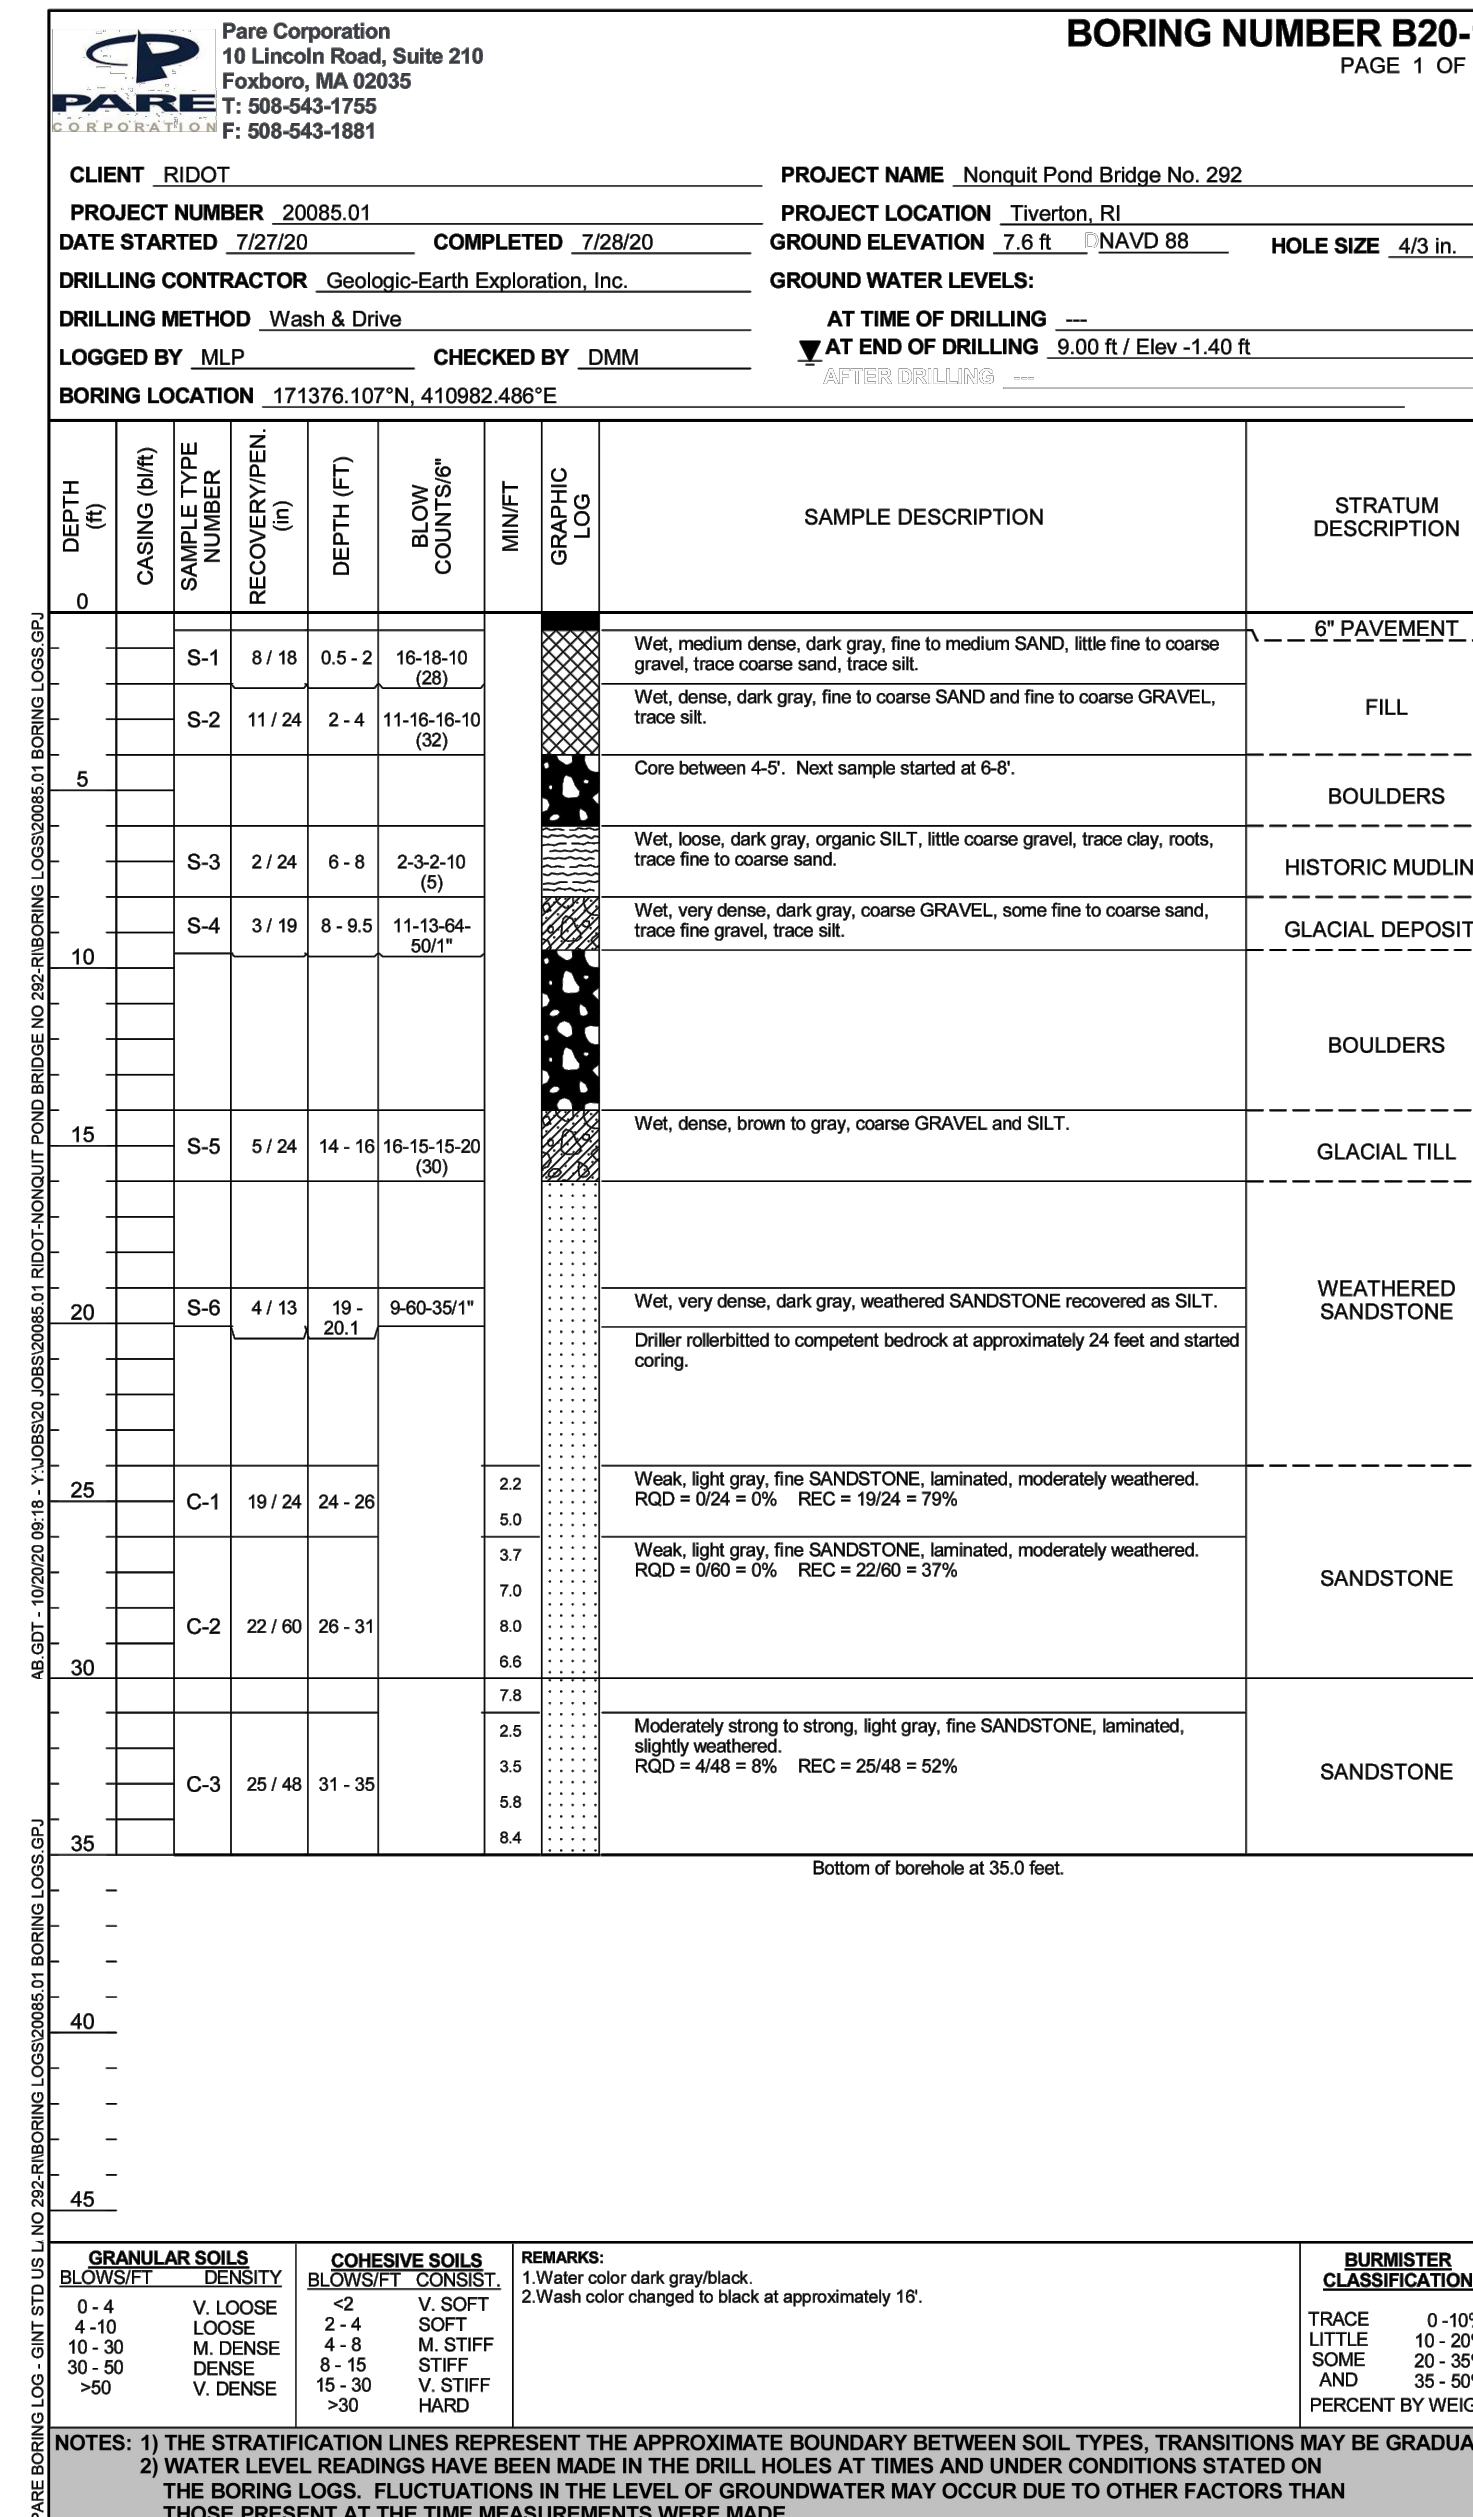 Pare Corporation
10 Lincoln Road, Suite 210
Foxboro, MA 02035
T: 508-543-1755
F: 508-543-1881
PARE
CORPORATION
BORING NUMBER B20-
PAGE 1 OF
CLIENT RIDOT
PROJECT NAME Nonquit Pond Bridge No. 292
PROJECT NUMBER 20085.01
PROJECT LOCATION Tiverton, RI
DATE STARTED 7/27/20 COMPLETED 7/28/20
GROUND ELEVATION 7.6 ft NAVD 88 HOLE SIZE 4/3 in.
DRILLING CONTRACTOR Geologic-Earth Exploration, Inc.
GROUND WATER LEVELS:
DRILLING METHOD Wash & Drive
AT TIME OF DRILLING ---
LOGGED BY MLP CHECKED BY DMM
AT END OF DRILLING 9.00 ft / Elev -1.40 ft
AFTER DRILLING ---
BORING LOCATION 171376.107°N, 410982.486°E
DEPTH (ft)
CASING (bl/ft)
SAMPLE TYPE NUMBER
RECOVERY/PEN. (in)
DEPTH (FT)
BLOW COUNTS/6"
MIN/FT
GRAPHIC LOG
SAMPLE DESCRIPTION
STRATUM DESCRIPTION
0
6" PAVEMENT
S-1 8 / 18 0.5 - 2 16-18-10 (28)
Wet, medium dense, dark gray, fine to medium SAND, little fine to coarse
gravel, trace coarse sand, trace silt.
S-2 11 / 24 2 - 4 11-16-16-10 (32)
Wet, dense, dark gray, fine to coarse SAND and fine to coarse GRAVEL,
trace silt.
FILL
5
Core between 4-5'. Next sample started at 6-8'.
BOULDERS
S-3 2 / 24 6 - 8 2-3-2-10 (5)
Wet, loose, dark gray, organic SILT, little coarse gravel, trace clay, roots,
trace fine to coarse sand.
HISTORIC MUDLIN
S-4 3 / 19 8 - 9.5 11-13-64-50/1"
Wet, very dense, dark gray, coarse GRAVEL, some fine to coarse sand,
trace fine gravel, trace silt.
GLACIAL DEPOSIT
10
BOULDERS
15
S-5 5 / 24 14 - 16 16-15-15-20 (30)
Wet, dense, brown to gray, coarse GRAVEL and SILT.
GLACIAL TILL
WEATHERED
SANDSTONE
20
S-6 4 / 13 19 - 20.1 9-60-35/1"
Wet, very dense, dark gray, weathered SANDSTONE recovered as SILT.
Driller rollerbitted to competent bedrock at approximately 24 feet and started
coring.
25
C-1 19 / 24 24 - 26
2.2
5.0
Weak, light gray, fine SANDSTONE, laminated, moderately weathered.
RQD = 0/24 = 0% REC = 19/24 = 79%
C-2 22 / 60 26 - 31
3.7
7.0
8.0
6.6
7.8
Weak, light gray, fine SANDSTONE, laminated, moderately weathered.
RQD = 0/60 = 0% REC = 22/60 = 37%
SANDSTONE
30
C-3 25 / 48 31 - 35
2.5
3.5
5.8
8.4
Moderately strong to strong, light gray, fine SANDSTONE, laminated,
slightly weathered.
RQD = 4/48 = 8% REC = 25/48 = 52%
SANDSTONE
35
Bottom of borehole at 35.0 feet.
40
45
GRANULAR SOILS
BLOWS/FT DENSITY
0 - 4 V. LOOSE
4 -10 LOOSE
10 - 30 M. DENSE
30 - 50 DENSE
>50 V. DENSE
COHESIVE SOILS
BLOWS/FT CONSIST.
<2 V. SOFT
2 - 4 SOFT
4 - 8 M. STIFF
8 - 15 STIFF
15 - 30 V. STIFF
>30 HARD
REMARKS:
1.Water color dark gray/black.
2.Wash color changed to black at approximately 16'.
BURMISTER
CLASSIFICATION
TRACE 0 -10%
LITTLE 10 - 20%
SOME 20 - 35%
AND 35 - 50%
PERCENT BY WEIG
NOTES: 1) THE STRATIFICATION LINES REPRESENT THE APPROXIMATE BOUNDARY BETWEEN SOIL TYPES, TRANSITIONS MAY BE GRADUA
2) WATER LEVEL READINGS HAVE BEEN MADE IN THE DRILL HOLES AT TIMES AND UNDER CONDITIONS STATED ON
THE BORING LOGS. FLUCTUATIONS IN THE LEVEL OF GROUNDWATER MAY OCCUR DUE TO OTHER FACTORS THAN
THOSE PRESENT AT THE TIME MEASUREMENTS WERE MADE
AB.GDT - 10/20/20 09:18 - Y:\JOBS\20 JOBS\20085.01 RIDOT-NONQUIT POND BRIDGE NO 292-RI\BORING LOGS\20085.01 BORING LOGS.GPJ
PARE BORING LOG - GINT STD US L NO 292-RI\BORING LOGS\20085.01 BORING LOGS.GPJ